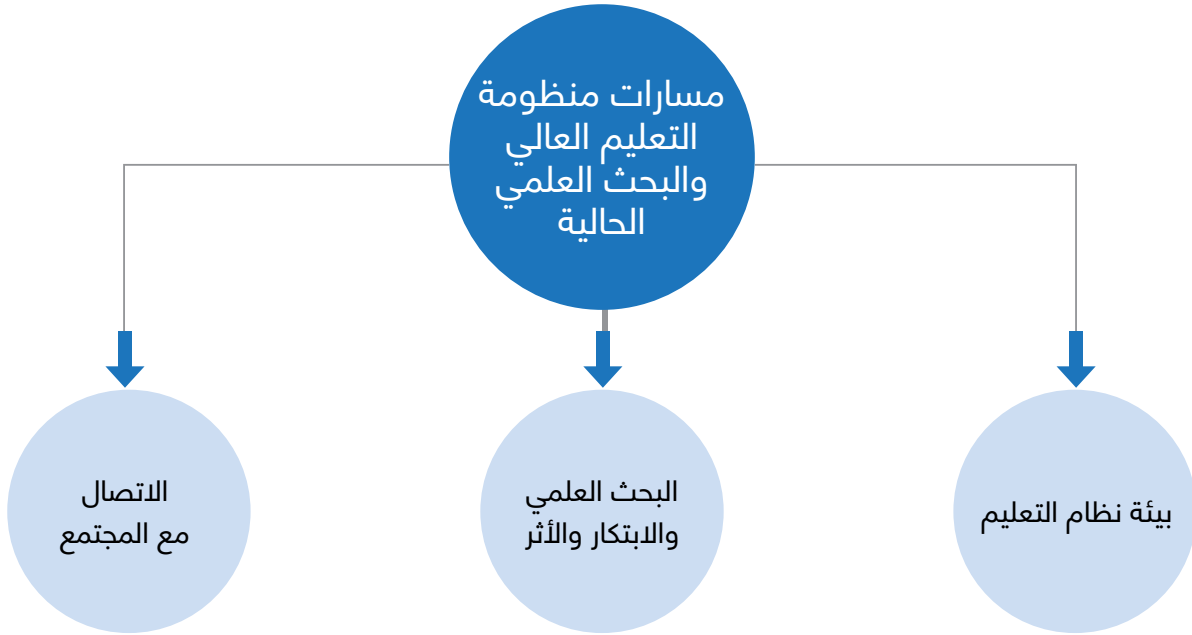 مسارات منظومة
التعليم العالي
والبحث العلمي
الحالية
بيئة نظام التعليم
البحث العلمي
والابتكار والأثر
الاتصال
مع المجتمع